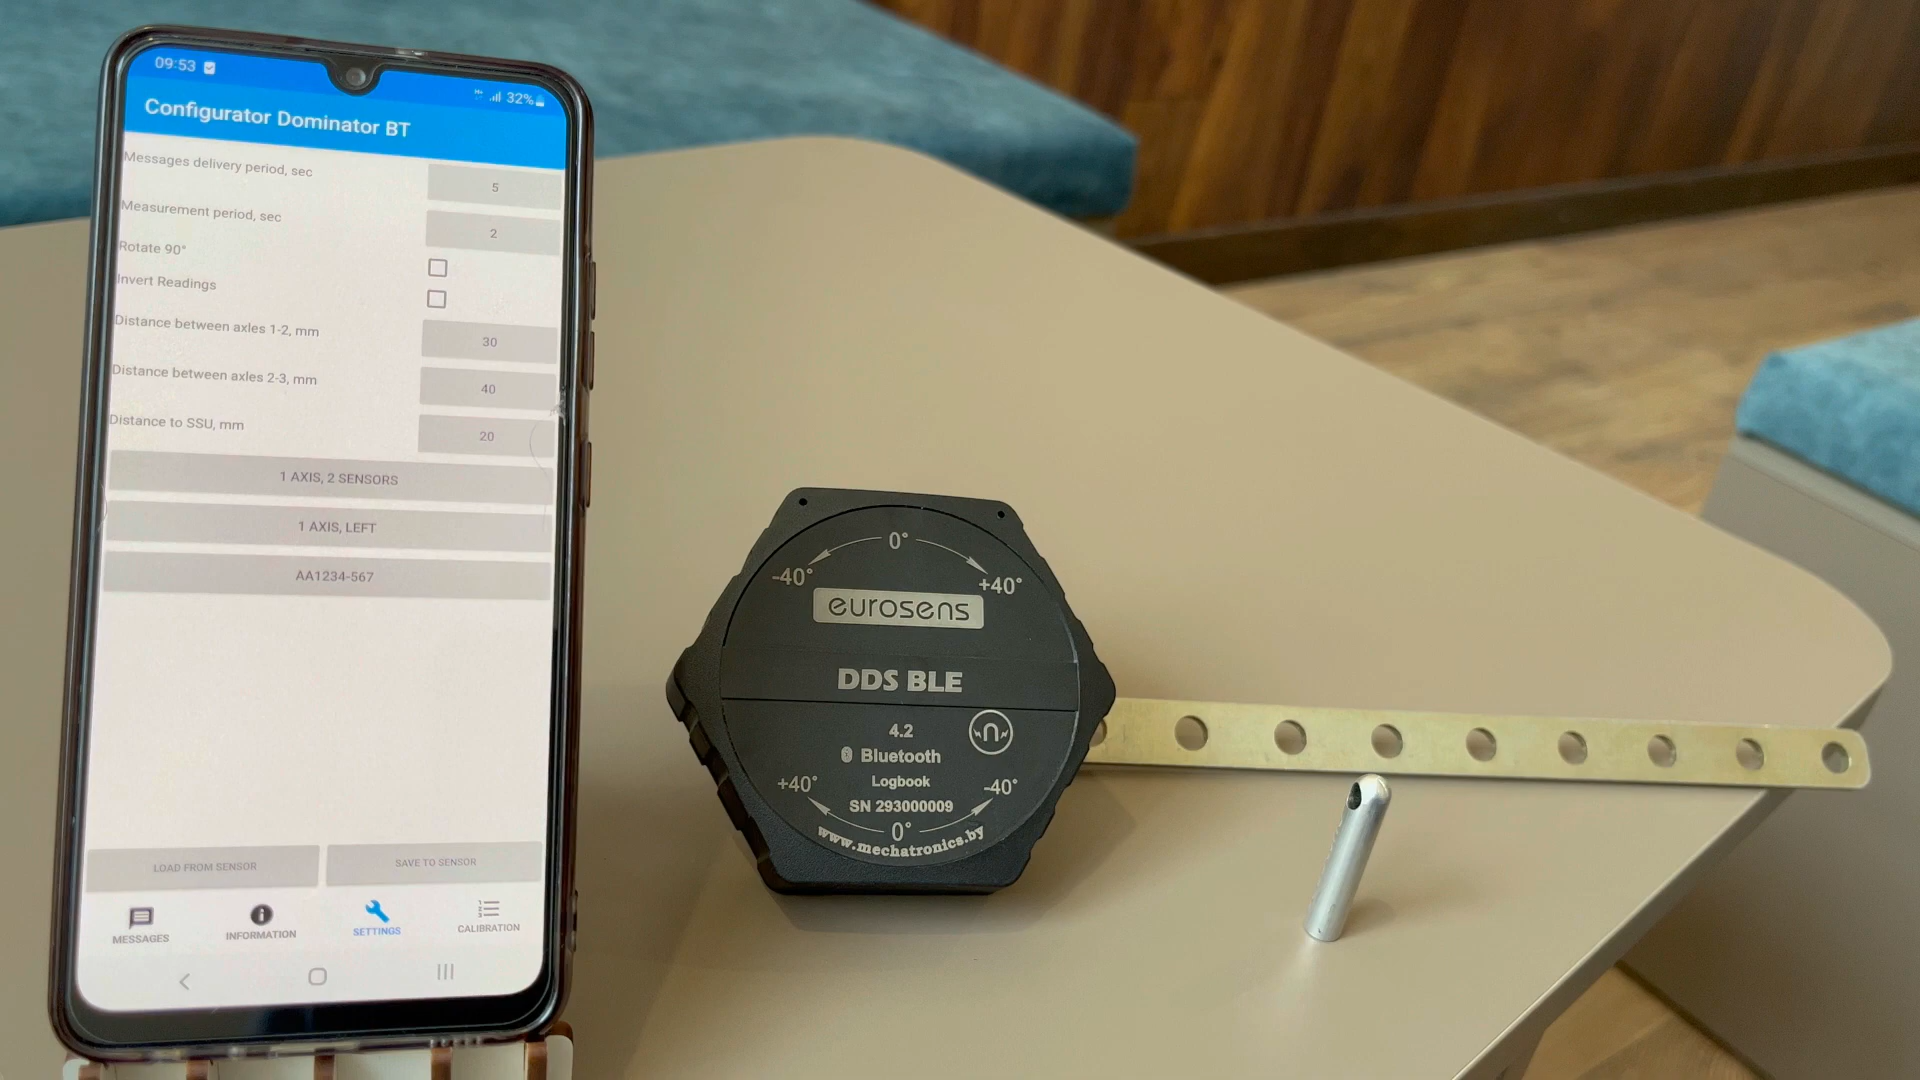 09:53
32%
Configurator Dominator BT
Messages delivery period, sec
5
Measurement period, sec
2
Rotate 90°
Invert Readings
Distance between axles 1-2, mm
30
Distance between axles 2-3, mm
40
Distance to SSU, mm
20
1 AXIS, 2 SENSORS
1 AXIS, LEFT
AA1234-567
LOAD FROM SENSOR
SAVE TO SENSOR
MESSAGES
INFORMATION
SETTINGS
CALIBRATION
0°
-40°
+40°
eurosens
DDS BLE
4.2
Bluetooth
Logbook
+40°
-40°
SN 293000009
0°
www.mechatronics.by